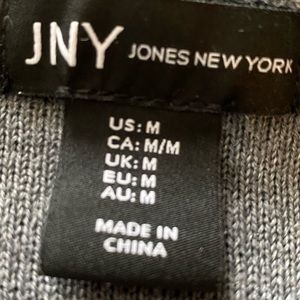 JNY JONES NEW YORK
US: M
CA: M/M
UK: M
EU: M
AU: M
MADE IN
CHINA